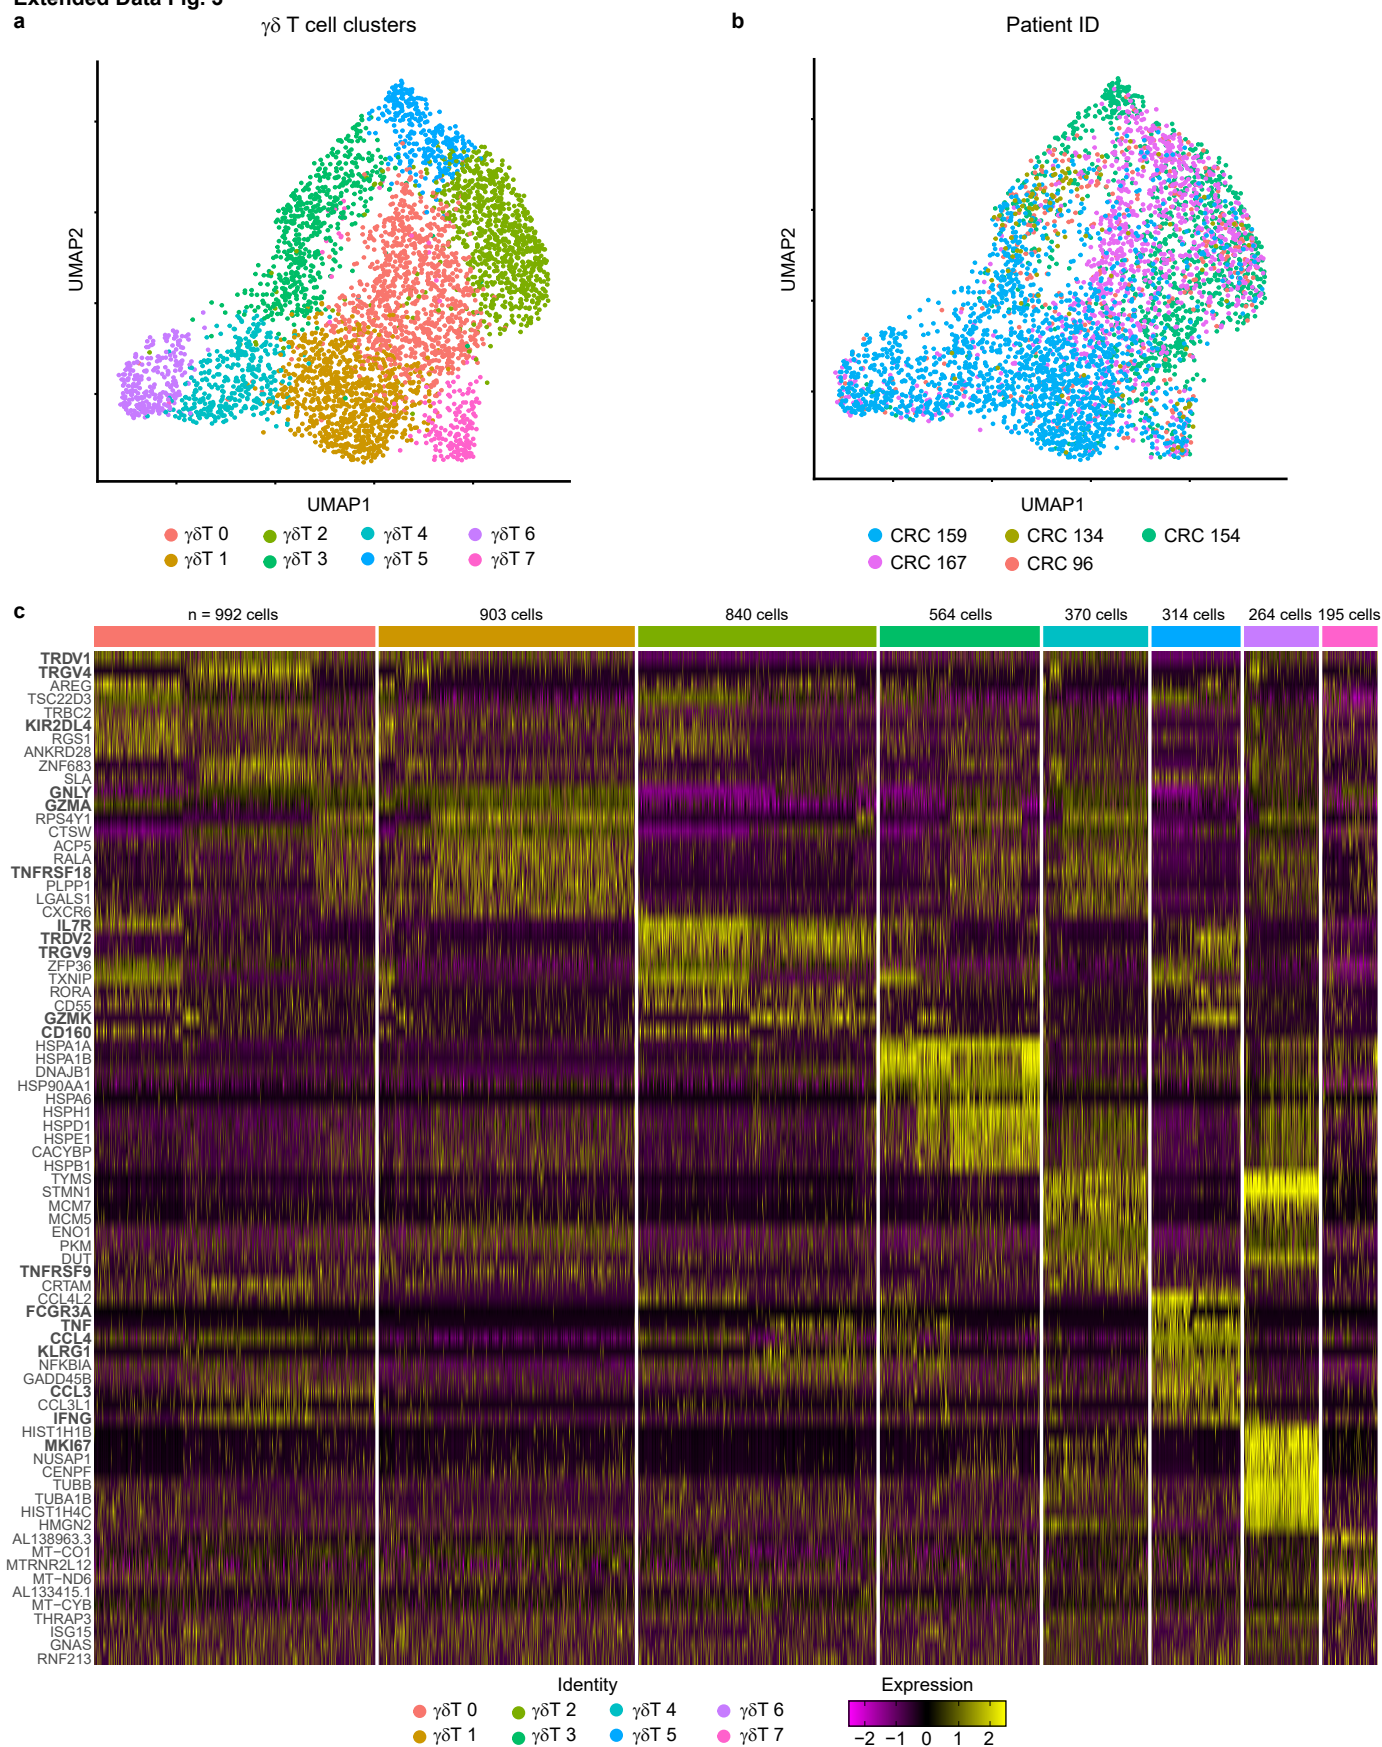 Extended Data Fig. 5
a
γδ T cell clusters
UMAP2
UMAP1
γδT 0
γδT 2
γδT 4
γδT 6
γδT 1
γδT 3
γδT 5
γδT 7
b
Patient ID
UMAP2
UMAP1
CRC 159
CRC 134
CRC 154
CRC 167
CRC 96
c
n = 992 cells
903 cells
840 cells
564 cells
370 cells
314 cells
264 cells
195 cells
TRDV1
TRGV4
AREG
TSC22D3
TRBC2
KIR2DL4
RGS1
ANKRD28
ZNF683
SLA
GNLY
GZMA
RPS4Y1
CTSW
ACP5
RALA
TNFRSF18
PLPP1
LGALS1
CXCR6
IL7R
TRDV2
TRGV9
ZFP36
TXNIP
RORA
CD55
GZMK
CD160
HSPA1A
HSPA1B
DNAJB1
HSP90AA1
HSPA6
HSPH1
HSPD1
HSPE1
CACYBP
HSPB1
TYMS
STMN1
MCM7
MCM5
ENO1
PKM
DUT
TNFRSF9
CRTAM
CCL4L2
FCGR3A
TNF
CCL4
KLRG1
NFKBIA
GADD45B
CCL3
CCL3L1
IFNG
HIST1H1B
MKI67
NUSAP1
CENPF
TUBB
TUBA1B
HIST1H4C
HMGN2
AL138963.3
MT−CO1
MTRNR2L12
MT−ND6
AL133415.1
MT−CYB
THRAP3
ISG15
GNAS
RNF213
Identity
γδT 0
γδT 2
γδT 4
γδT 6
γδT 1
γδT 3
γδT 5
γδT 7
Expression
−2 −1 0 1 2